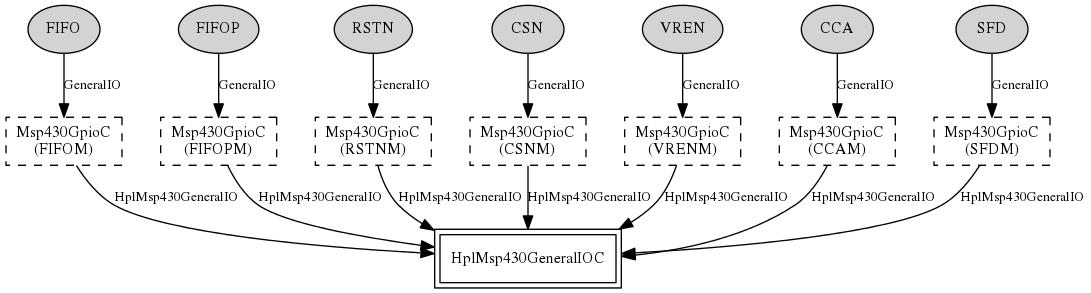 FIFO
FIFOP
RSTN
CSN
VREN
CCA
SFD
GeneralIO
GeneralIO
GeneralIO
GeneralIO
GeneralIO
GeneralIO
GeneralIO
Msp430GpioC
(FIFOM)
Msp430GpioC
(FIFOPM)
Msp430GpioC
(RSTNM)
Msp430GpioC
(CSNM)
Msp430GpioC
(VRENM)
Msp430GpioC
(CCAM)
Msp430GpioC
(SFDM)
HplMsp430GeneralIO
HplMsp430GeneralIO
HplMsp430GeneralIO
HplMsp430GeneralIO
HplMsp430GeneralIO
HplMsp430GeneralIO
HplMsp430GeneralIO
HplMsp430GeneralIOC